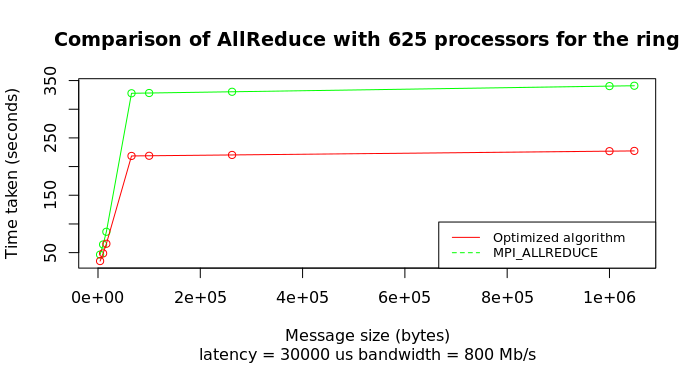 Comparison of AllReduce with 625 processors for the ring
Time taken (seconds)
350
250
150
50
Optimized algorithm
MPI_ALLREDUCE
0e+00 2e+05 4e+05 6e+05 8e+05 1e+06
Message size (bytes)
latency = 30000 us bandwidth = 800 Mb/s